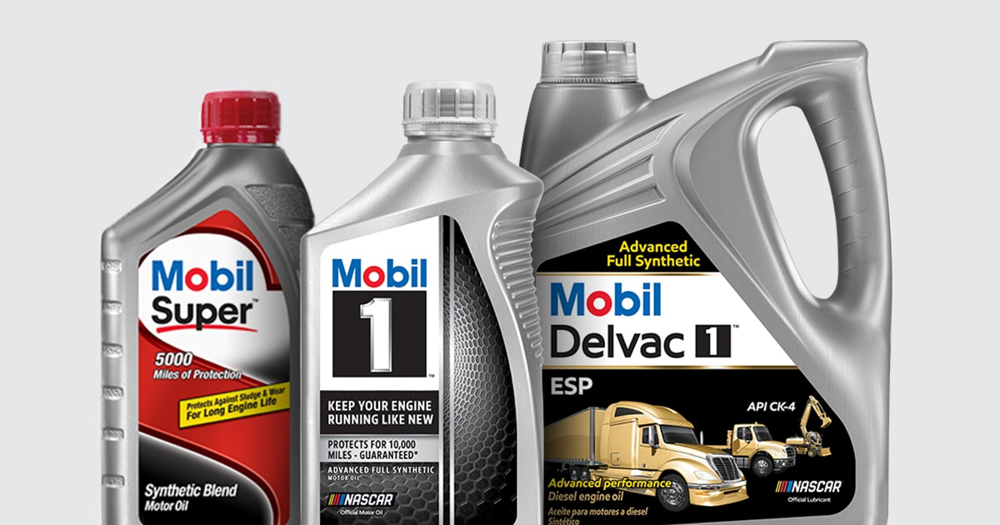 Mobil
Super™
5000
Miles of Protection
Protects Against Sludge & Wear
For Long Engine Life
Synthetic Blend
Motor Oil
Mobil
1™
KEEP YOUR ENGINE
RUNNING LIKE NEW
PROTECTS FOR 10,000
MILES - GUARANTEED*
ADVANCED FULL SYNTHETIC
MOTOR OIL
NASCAR
Official Motor Oil
Advanced
Full Synthetic
Mobil
Delvac 1™
ESP
API CK-4
Advanced performance
Diesel engine oil
Aceite para motores a diesel
Sintético
NASCAR
Official Lubricant